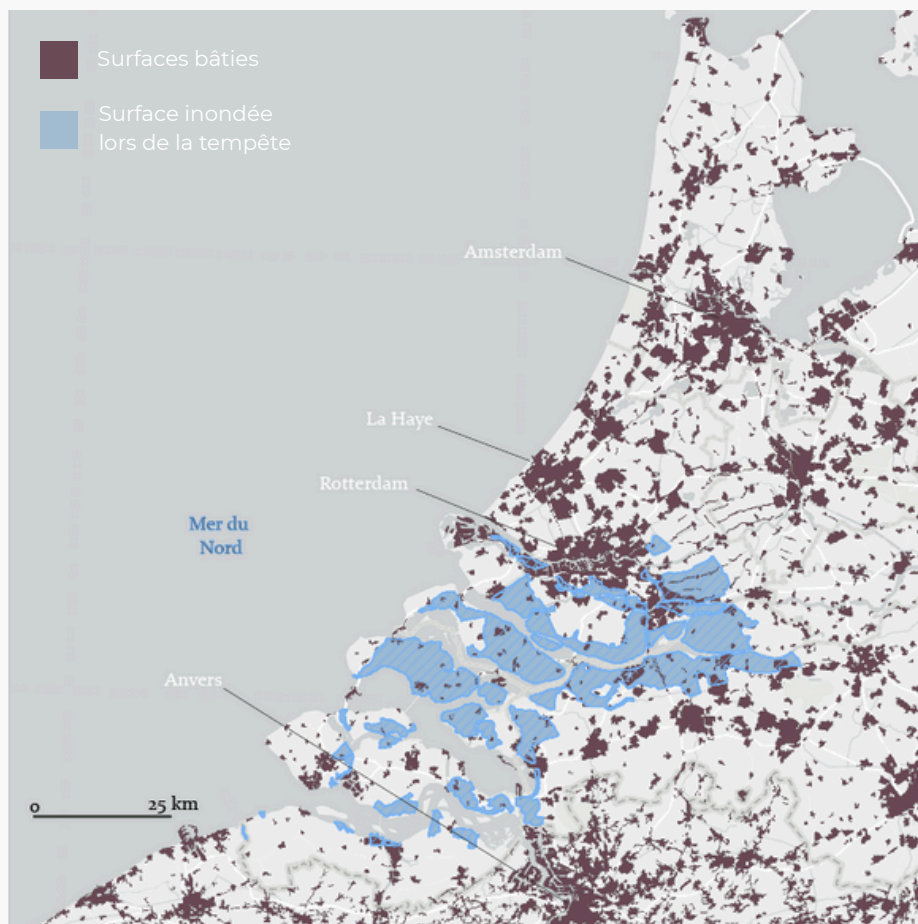 Surfaces bâties
Surface inondée
lors de la tempête
Amsterdam
La Haye
Rotterdam
Mer du
Nord
Anvers
0
25 km